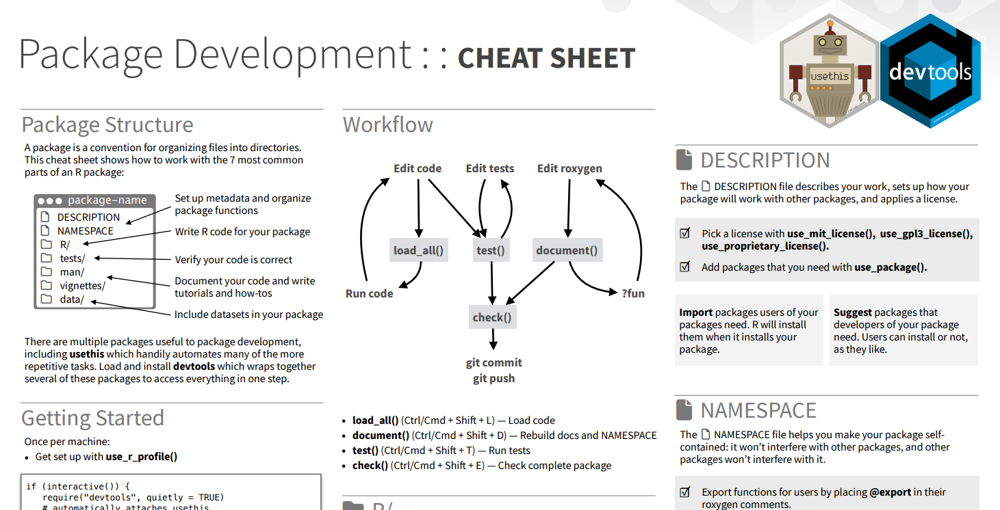 Package Development : : CHEAT SHEET
usethis
devtools
Package Structure
A package is a convention for organizing files into directories.
This cheat sheet shows how to work with the 7 most common
parts of an R package:
package-name
DESCRIPTION
NAMESPACE
R/
tests/
man/
vignettes/
data/
Set up metadata and organize
package functions
Write R code for your package
Verify your code is correct
Document your code and write
tutorials and how-tos
Include datasets in your package
There are multiple packages useful to package development,
including usethis which handily automates many of the more
repetitive tasks. Load and install devtools which wraps together
several of these packages to access everything in one step.
Getting Started
Once per machine:
• Get set up with use_r_profile()
if (interactive()) {
require("devtools", quietly = TRUE)
# automatically attaches usethis
Workflow
Edit code
Edit tests
Edit roxygen
load_all()
test()
document()
Run code
?fun
check()
git commit
git push
• load_all() (Ctrl/Cmd + Shift + L) — Load code
• document() (Ctrl/Cmd + Shift + D) — Rebuild docs and NAMESPACE
• test() (Ctrl/Cmd + Shift + T) — Run tests
• check() (Ctrl/Cmd + Shift + E) — Check complete package
R/
DESCRIPTION
The DESCRIPTION file describes your work, sets up how your
package will work with other packages, and applies a license.
Pick a license with use_mit_license(), use_gpl3_license(),
use_proprietary_license().
Add packages that you need with use_package().
Import packages users of your
packages need. R will install
them when it installs your
package.
Suggest packages that
developers of your package
need. Users can install or not,
as they like.
NAMESPACE
The NAMESPACE file helps you make your package self-
contained: it won’t interfere with other packages, and other
packages won’t interfere with it.
Export functions for users by placing @export in their
roxygen comments.